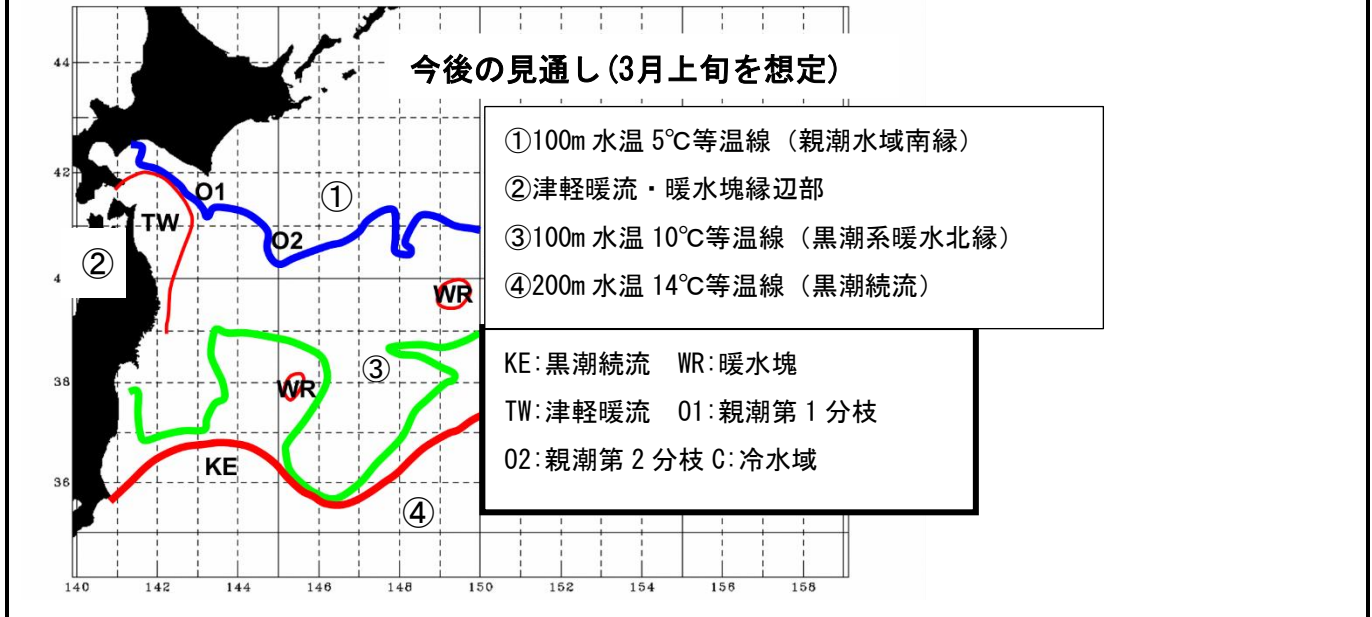 今後の見通し(3月上旬を想定)
①100m 水温 5℃等温線（親潮水域南縁）
②津軽暖流・暖水塊縁辺部
③100m 水温 10℃等温線（黒潮系暖水北縁）
④200m 水温 14℃等温線（黒潮続流）
KE:黒潮続流 WR:暖水塊
TW:津軽暖流 O1:親潮第1分枝
O2:親潮第2分枝 C:冷水域
44
42
4
38
36
O1
①
TW
O2
②
WR
③
WR
KE
④
140 142 144 146 148 150 152 154 156 158